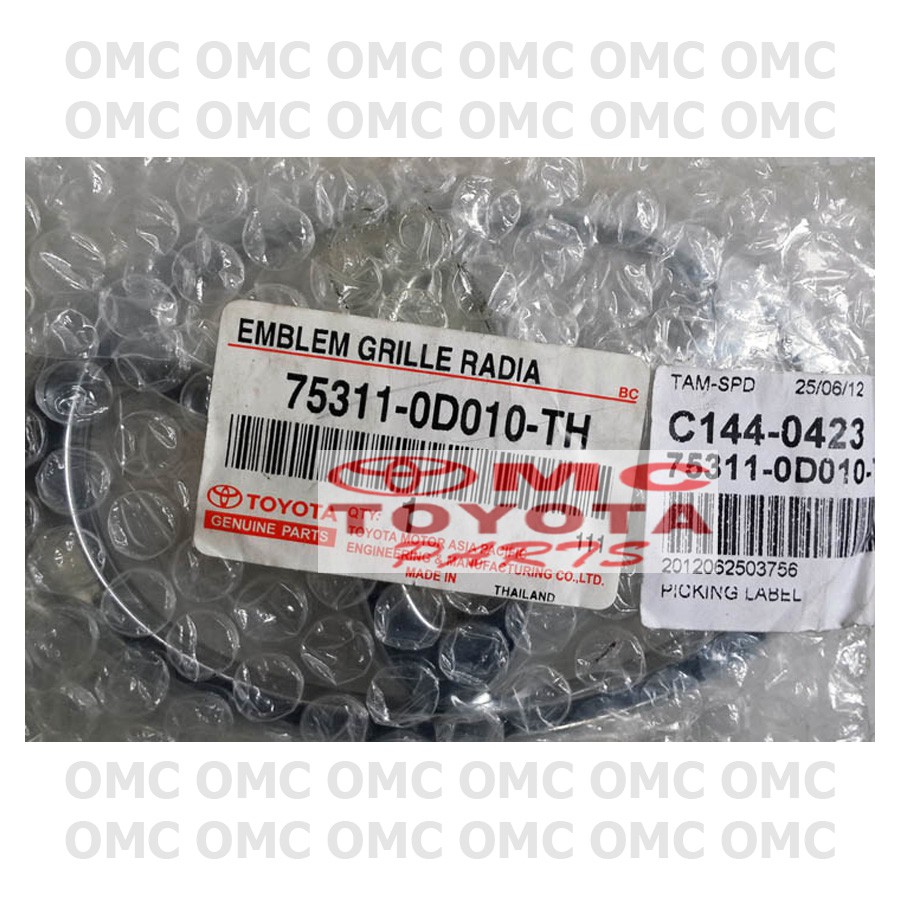 OMC OMC OMC OMC OMC OMC
OMC OMC OMC OMC OMC OMC
EMBLEM GRILLE RADIA
BC
75311-0D010-TH
TOYOTA
GENUINE PARTS
QTY: 1
111
TOYOTA MOTOR ASIA PACIFIC
ENGINEERING & MANUFACTURING CO.,LTD.
MADE IN
THAILAND
OMC
TOYOTA
PARTS
TAM-SPD 25/06/12
C144-0423
75311-0D010-
2012062503756
PICKING LABEL
OMC OMC OMC OMC OMC OMC
OMC OMC OMC OMC OMC OMC